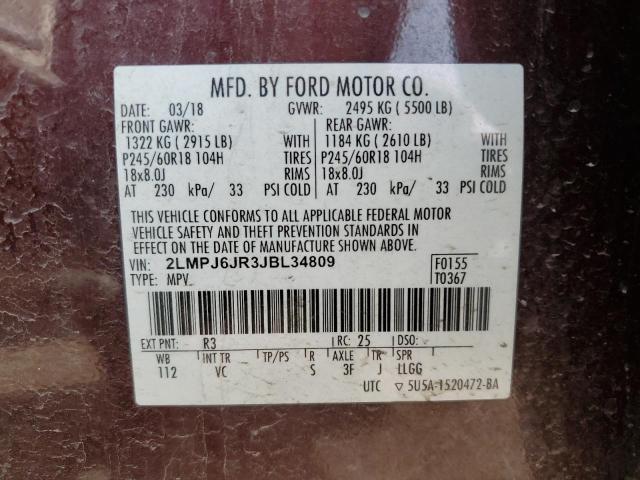 MFD. BY FORD MOTOR CO.
DATE: 03/18 GVWR: 2495 KG ( 5500 LB)
FRONT GAWR: REAR GAWR:
1322 KG ( 2915 LB) WITH 1184 KG ( 2610 LB) WITH
P245/60R18 104H TIRES P245/60R18 104H TIRES
18x8.0J RIMS 18x8.0J RIMS
AT 230 kPa/ 33 PSI COLD AT 230 kPa/ 33 PSI COLD
THIS VEHICLE CONFORMS TO ALL APPLICABLE FEDERAL MOTOR
VEHICLE SAFETY AND THEFT PREVENTION STANDARDS IN
EFFECT ON THE DATE OF MANUFACTURE SHOWN ABOVE.
VIN: 2LMPJ6JR3JBL34809 F0155
TYPE: MPV T0367
EXT PNT: R3 RC: 25 DSO:
WB INT TR TP/PS R AXLE TR SPR
112 VC S 3F J LLGG
UTC ▽ 5U5A-1520472-BA